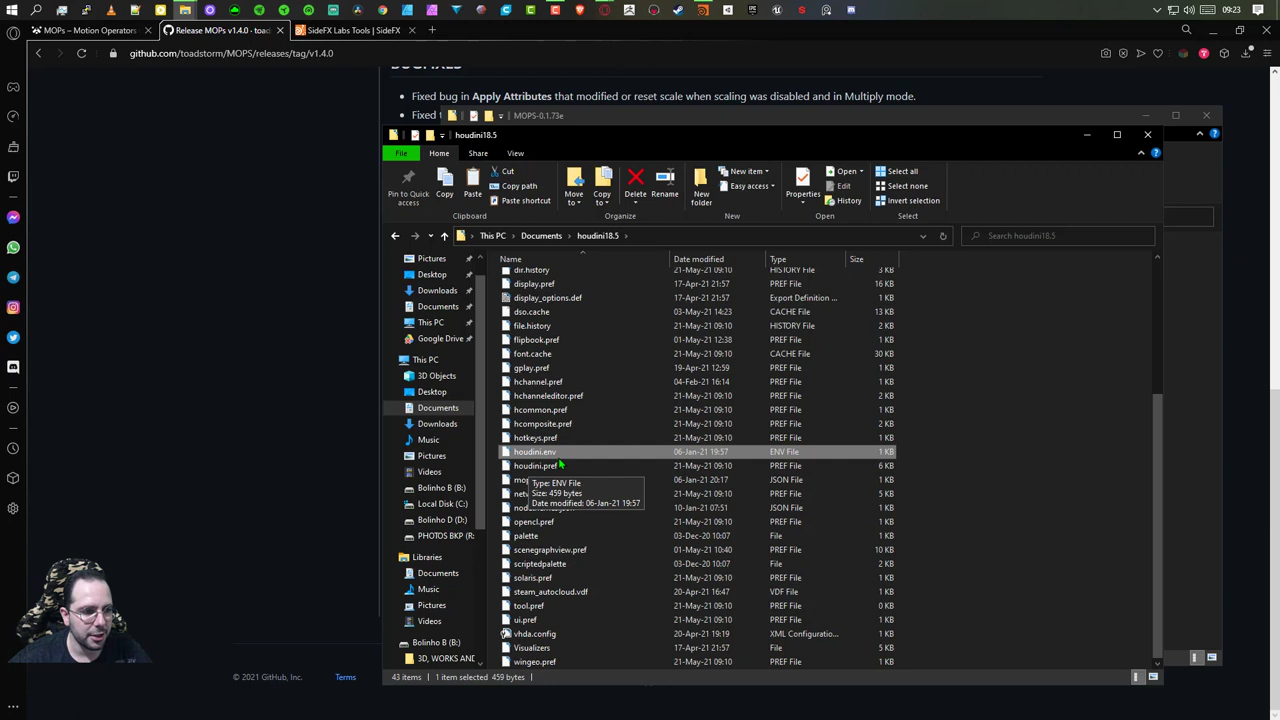 09:23
MOPs – Motion Operators
Release MOPs v1.4.0 · toad
SideFX Labs Tools | SideFX
github.com/toadstorm/MOPS/releases/tag/v1.4.0
BUGFIXES
Fixed bug in Apply Attributes that modified or reset scale when scaling was disabled and in Multiply mode.
Fixed
MOPS-0.1.73e
houdini18.5
File Home Share View
Pin to Quick access
Copy
Paste
Cut
Copy path
Paste shortcut
Move to
Copy to
Delete
Rename
New folder
New item
Easy access
Properties
Open
Edit
History
Select all
Select none
Invert selection
Clipboard Organize New Open Select
This PC > Documents > houdini18.5 >
Search houdini18.5
Name Date modified Type Size
Pictures
Desktop
Downloads
Documents
This PC
Google Drive
This PC
3D Objects
Desktop
Documents
Downloads
Music
Pictures
Videos
Bolinho B (B:)
Local Disk (C:)
Bolinho D (D:)
PHOTOS BKP (R:
Libraries
Documents
Music
Pictures
Videos
Bolinho B (B:)
3D, WORKS AND
dir.history 21-May-21 09:10 HISTORY File 3 KB
display.pref 17-Apr-21 21:57 PREF File 16 KB
display_options.def 17-Apr-21 21:57 Export Definition ... 1 KB
dso.cache 03-May-21 14:23 CACHE File 13 KB
file.history 21-May-21 09:10 HISTORY File 2 KB
flipbook.pref 01-May-21 12:38 PREF File 1 KB
font.cache 21-May-21 09:10 CACHE File 30 KB
gplay.pref 19-Apr-21 12:59 PREF File 1 KB
hchannel.pref 04-Feb-21 16:14 PREF File 1 KB
hchanneleditor.pref 21-May-21 09:10 PREF File 2 KB
hcommon.pref 21-May-21 09:10 PREF File 1 KB
hcomposite.pref 21-May-21 09:10 PREF File 1 KB
hotkeys.pref 21-May-21 09:10 PREF File 1 KB
houdini.env 06-Jan-21 19:57 ENV File 1 KB
houdini.pref 21-May-21 09:10 PREF File 6 KB
06-Jan-21 20:17 JSON File 1 KB
21-May-21 09:10 PREF File 5 KB
10-Jan-21 07:51 JSON File 1 KB
opencl.pref 21-May-21 09:10 PREF File 1 KB
palette 03-Dec-20 10:07 File 1 KB
scenegraphview.pref 01-May-21 10:40 PREF File 10 KB
scriptedpalette 03-Dec-20 10:07 File 2 KB
solaris.pref 21-May-21 09:10 PREF File 1 KB
steam_autocloud.vdf 20-Apr-21 16:47 VDF File 1 KB
tool.pref 21-May-21 09:10 PREF File 0 KB
ui.pref 21-May-21 09:10 PREF File 1 KB
vhda.config 20-Apr-21 19:19 XML Configuratio... 1 KB
Visualizers 17-Apr-21 21:57 File 5 KB
wingeo.pref 21-May-21 09:10 PREF File 1 KB
Type: ENV File
Size: 459 bytes
Date modified: 06-Jan-21 19:57
43 items 1 item selected 459 bytes
© 2021 GitHub, Inc. Terms